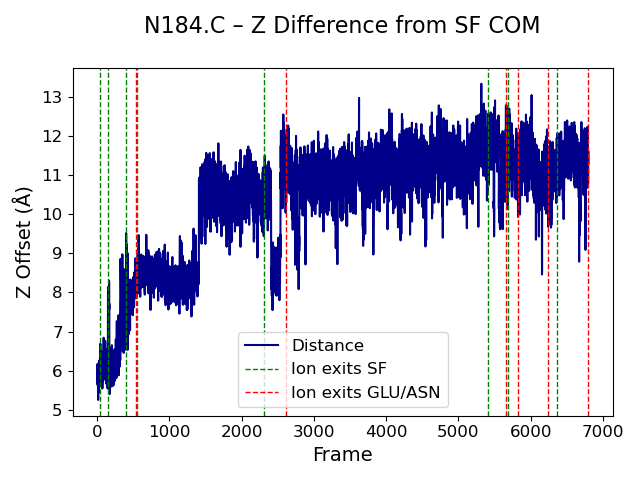 N184.C – Z Difference from SF COM
Z Offset (Å)
13
12
11
10
9
8
7
6
5
Distance
Ion exits SF
Ion exits GLU/ASN
0 1000 2000 3000 4000 5000 6000 7000
Frame